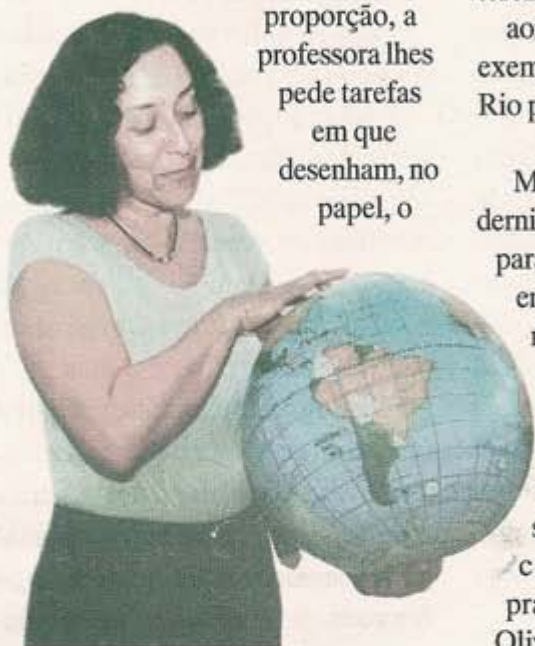 proporção, a
professora lhes
pede tarefas
em que
desenham, no
papel, o
ao
exem
Rio p
M
derni
para
en
s
c
pra
Oliv